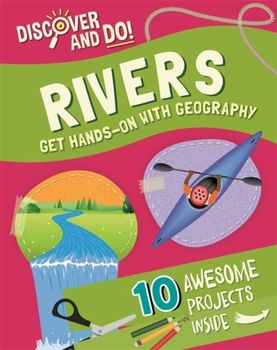 DISCOVER
AND DO!
RIVERS
GET HANDS-ON WITH GEOGRAPHY
10 AWESOME
PROJECTS
INSIDE